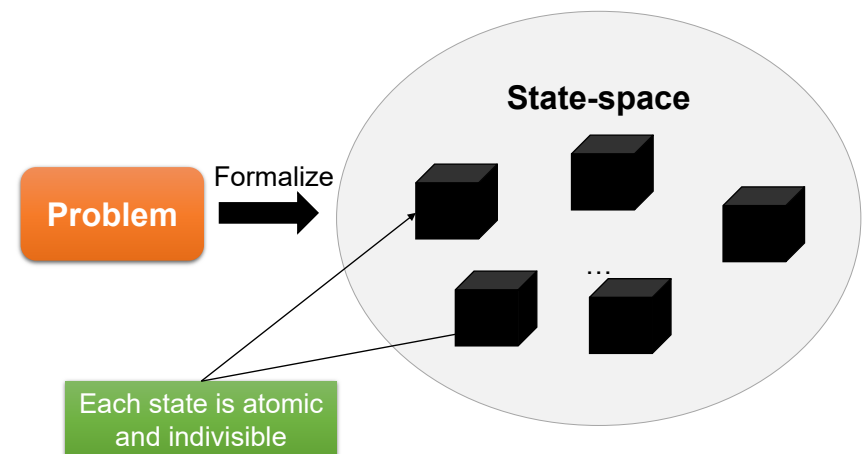 State-space
Formalize
Problem
...
Each state is atomic
and indivisible